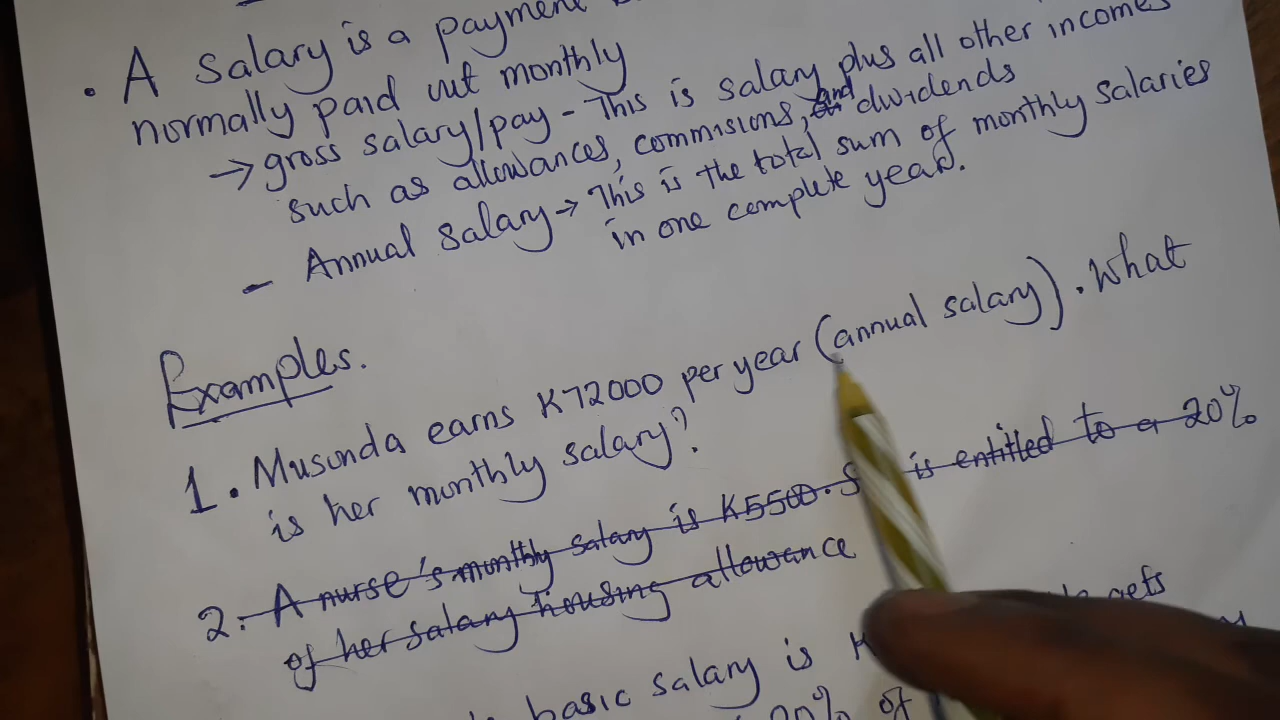 • A salary is a payment
normally paid out monthly
→ gross salary/pay - This is salary plus all other incomes
such as allowances, commisions, and dividends
- Annual salary → This is the total sum of monthly salaries
in one complete year.
Examples.
1. Musonda earns K72000 per year (annual salary). What
is her monthly salary?
2. A nurse's monthly salary is K5500. S is entitled to a 20%
of her salary housing allowance
gets
basic salary is K
20% of